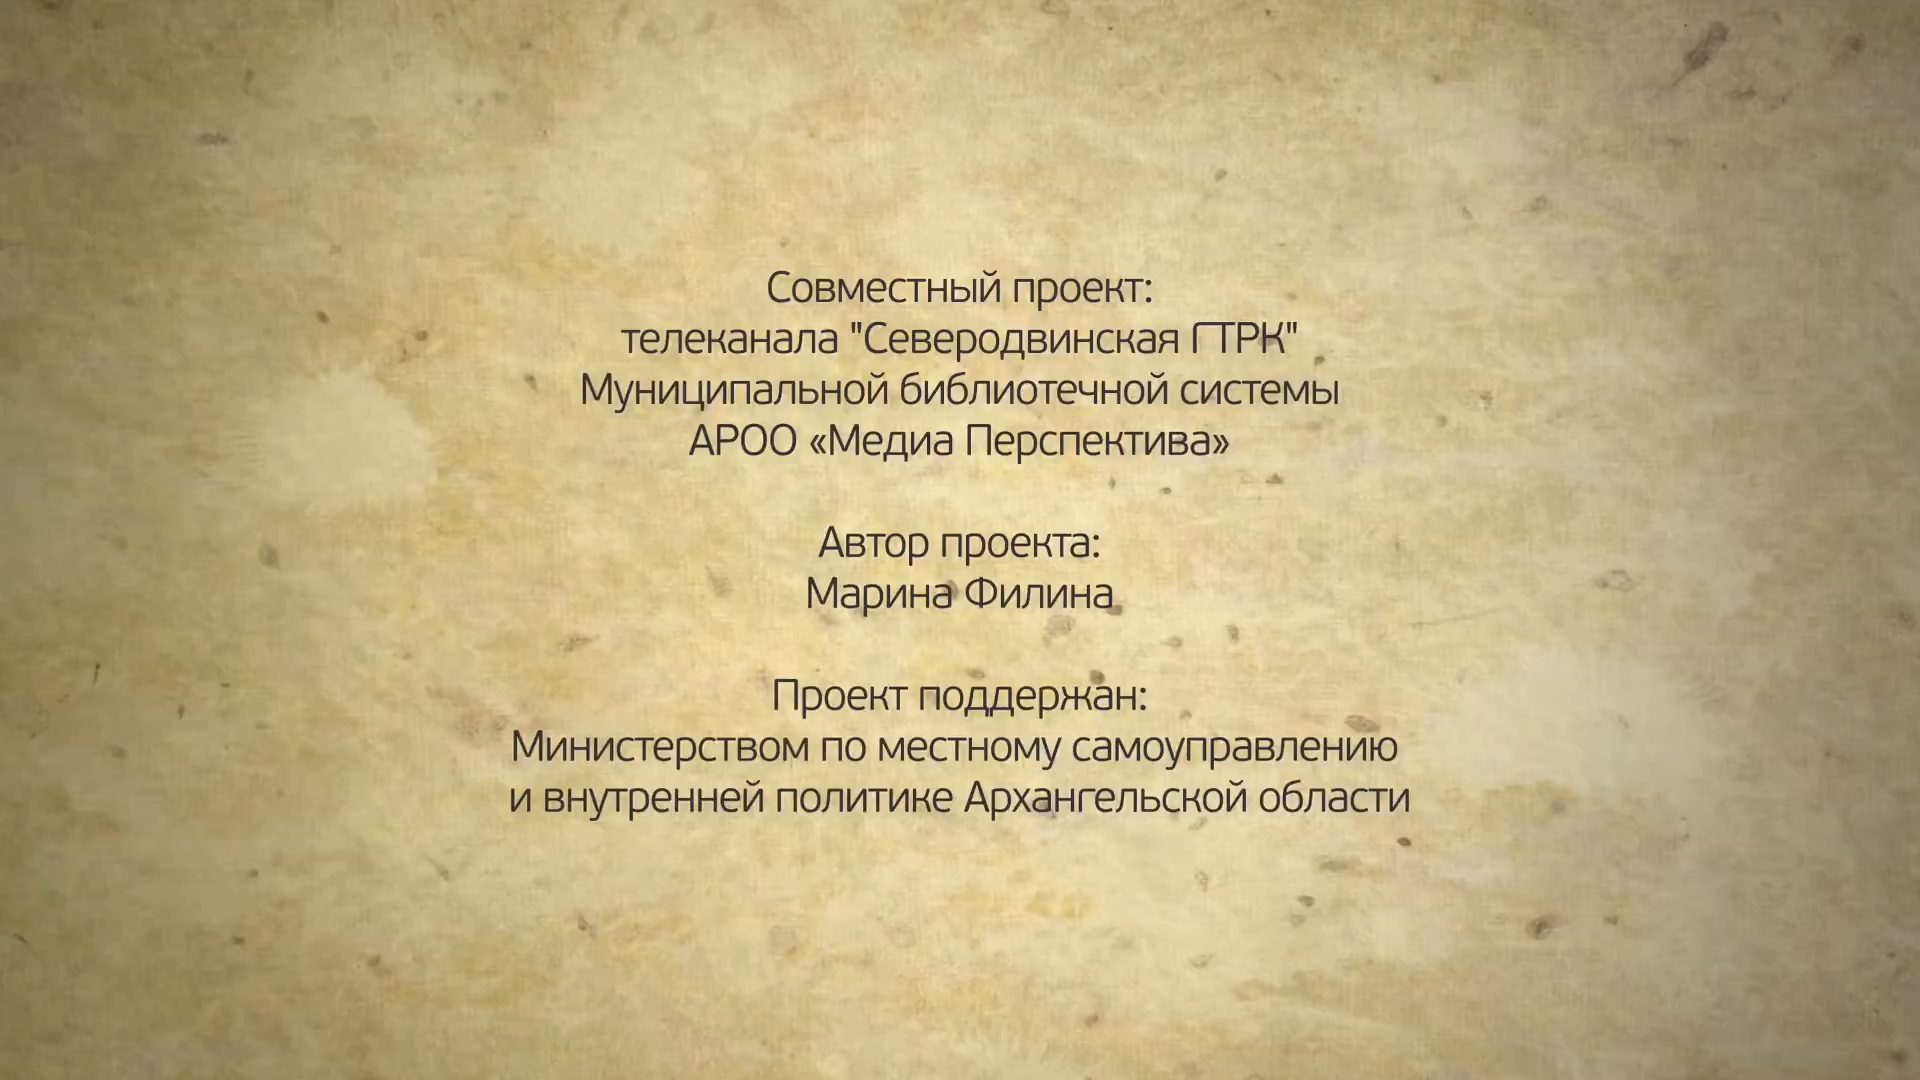 Совместный проект:
телеканала "Северодвинская ГТРК"
Муниципальной библиотечной системы
АРОО «Медиа Перспектива»
Автор проекта:
Марина Филина
Проект поддержан:
Министерством по местному самоуправлению
и внутренней политике Архангельской области